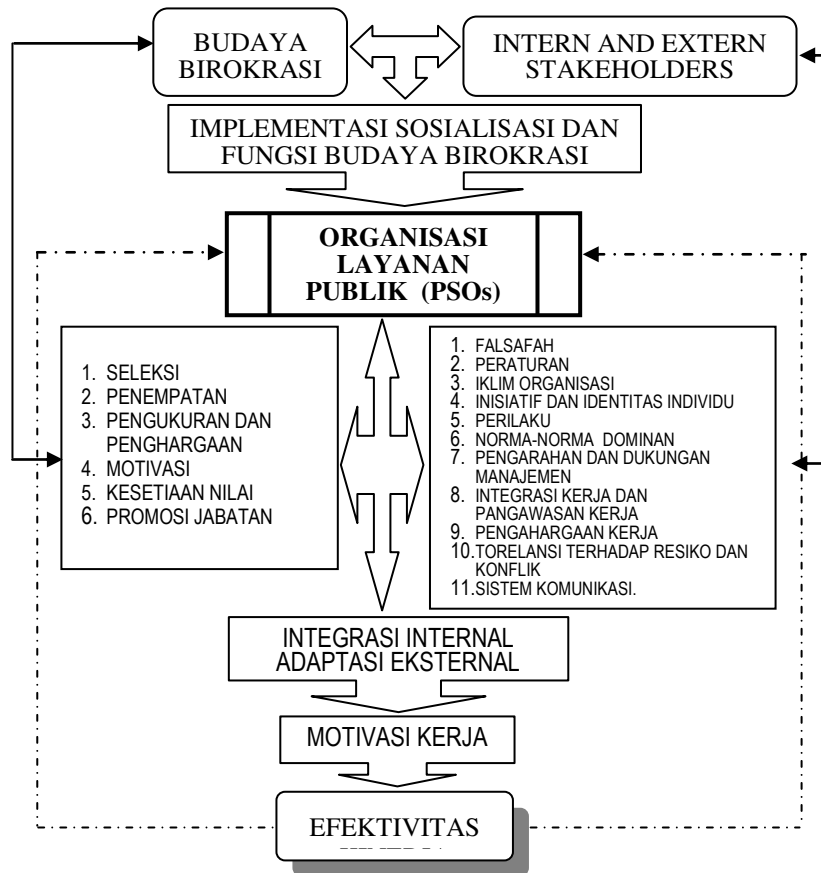 BUDAYA
BIROKRASI
INTERN AND EXTERN
STAKEHOLDERS
IMPLEMENTASI SOSIALISASI DAN
FUNGSI BUDAYA BIROKRASI
ORGANISASI
LAYANAN
PUBLIK (PSOs)
1. SELEKSI
2. PENEMPATAN
3. PENGUKURAN DAN
PENGHARGAAN
4. MOTIVASI
5. KESETIAAN NILAI
6. PROMOSI JABATAN
1. FALSAFAH
2. PERATURAN
3. IKLIM ORGANISASI
4. INISIATIF DAN IDENTITAS INDIVIDU
5. PERILAKU
6. NORMA-NORMA DOMINAN
7. PENGARAHAN DAN DUKUNGAN
MANAJEMEN
8. INTEGRASI KERJA DAN
PANGAWASAN KERJA
9. PENGAHARGAAN KERJA
10.TORELANSI TERHADAP RESIKO DAN
KONFLIK
11.SISTEM KOMUNIKASI.
INTEGRASI INTERNAL
ADAPTASI EKSTERNAL
MOTIVASI KERJA
EFEKTIVITAS